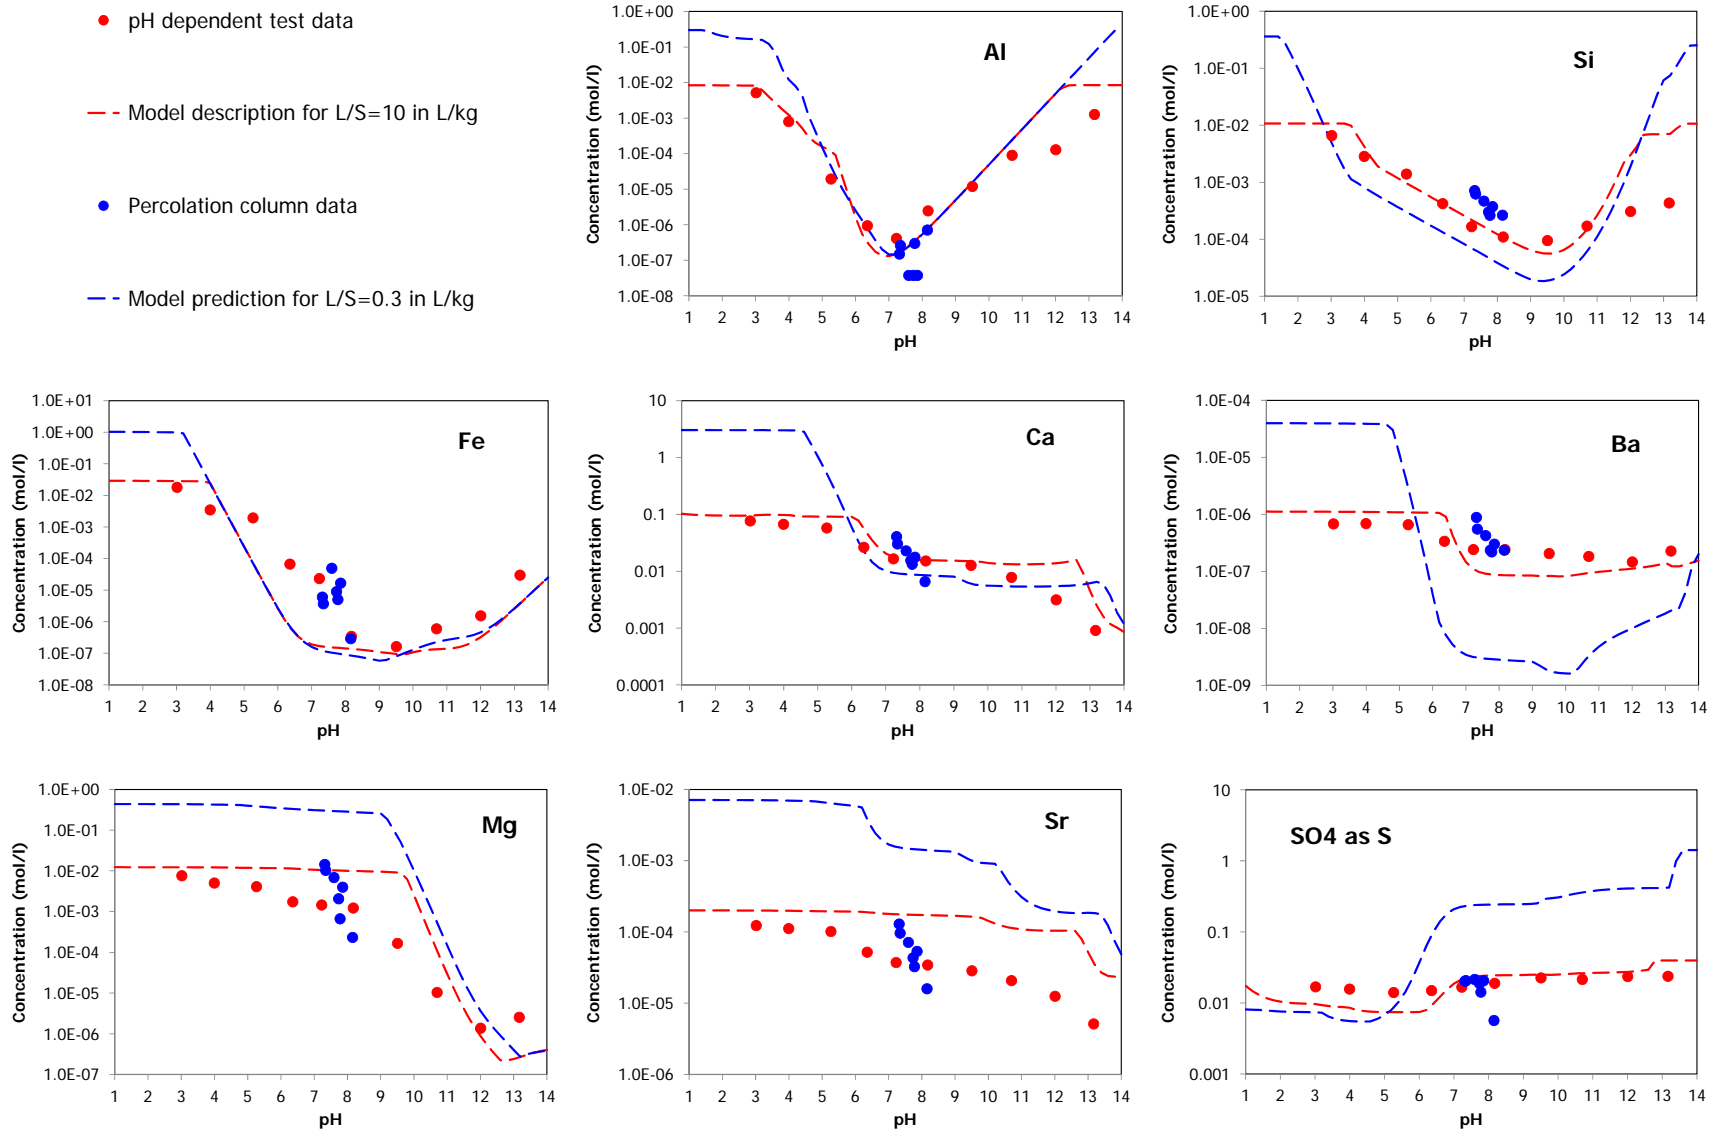 pH dependent test data
Model description for L/S=10 in L/kg
Percolation column data
Model prediction for L/S=0.3 in L/kg
Concentration (mol/l)
1.0E+00
1.0E-01
1.0E-02
1.0E-03
1.0E-04
1.0E-05
1.0E-06
1.0E-07
1.0E-08
Al
1 2 3 4 5 6 7 8 9 10 11 12 13 14
pH
Concentration (mol/l)
1.0E+00
1.0E-01
1.0E-02
1.0E-03
1.0E-04
1.0E-05
Si
1 2 3 4 5 6 7 8 9 10 11 12 13 14
pH
Concentration (mol/l)
1.0E+01
1.0E+00
1.0E-01
1.0E-02
1.0E-03
1.0E-04
1.0E-05
1.0E-06
1.0E-07
1.0E-08
Fe
1 2 3 4 5 6 7 8 9 10 11 12 13 14
pH
Concentration (mol/l)
10
1
0.1
0.01
0.001
0.0001
Ca
1 2 3 4 5 6 7 8 9 10 11 12 13 14
pH
Concentration (mol/l)
1.0E-04
1.0E-05
1.0E-06
1.0E-07
1.0E-08
1.0E-09
Ba
1 2 3 4 5 6 7 8 9 10 11 12 13 14
pH
Concentration (mol/l)
1.0E+00
1.0E-01
1.0E-02
1.0E-03
1.0E-04
1.0E-05
1.0E-06
1.0E-07
Mg
1 2 3 4 5 6 7 8 9 10 11 12 13 14
pH
Concentration (mol/l)
1.0E-02
1.0E-03
1.0E-04
1.0E-05
1.0E-06
Sr
1 2 3 4 5 6 7 8 9 10 11 12 13 14
pH
Concentration (mol/l)
10
1
0.1
0.01
0.001
SO4 as S
1 2 3 4 5 6 7 8 9 10 11 12 13 14
pH